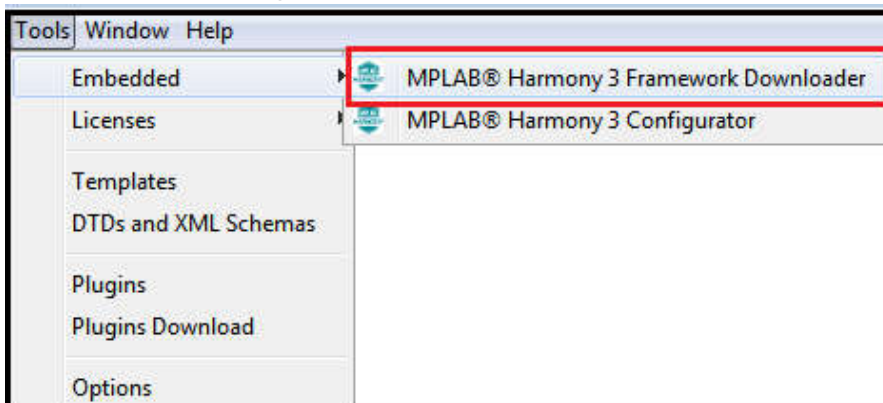 Tools Window Help
Embedded
MPLAB® Harmony 3 Framework Downloader
Licenses
MPLAB® Harmony 3 Configurator
Templates
DTDs and XML Schemas
Plugins
Plugins Download
Options